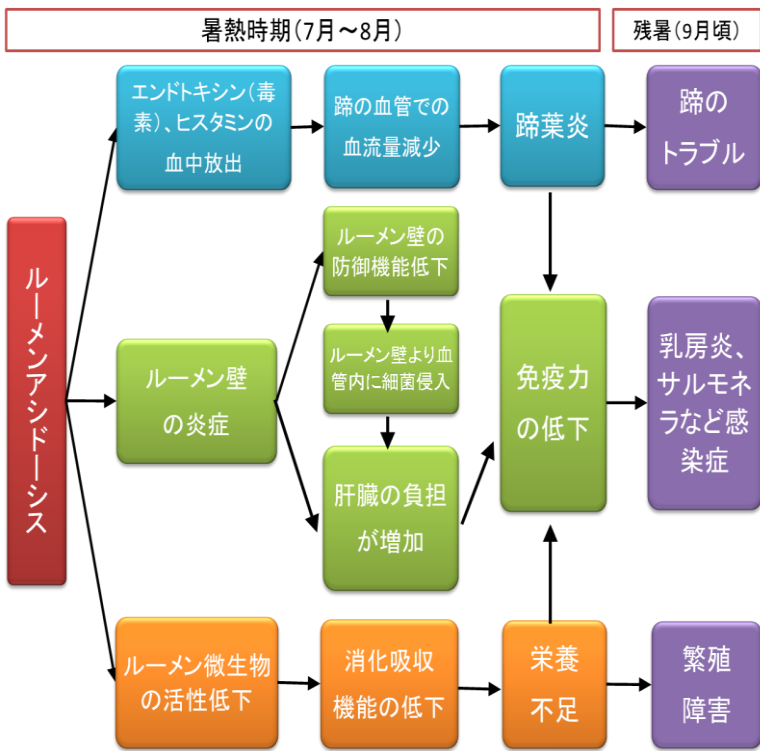 暑熱時期(7月～8月)
残暑(9月頃)
エンドトキシン(毒
素)、ヒスタミンの
血中放出
蹄の血管での
血流量減少
蹄葉炎
蹄の
トラブル
ルーメンアシドーシス
ルーメン壁
の炎症
ルーメン壁の
防御機能低下
ルーメン壁より血
管内に細菌侵入
肝臓の負担
が増加
免疫力
の低下
乳房炎、
サルモネ
ラなど感
染症
ルーメン微生物
の活性低下
消化吸収
機能の低下
栄養
不足
繁殖
障害